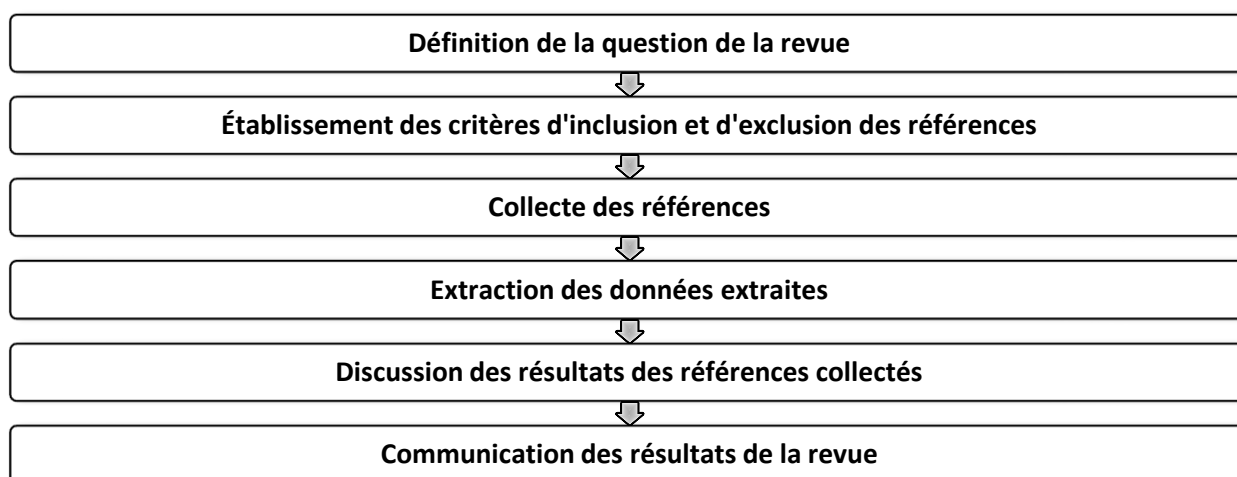 Définition de la question de la revue
Établissement des critères d'inclusion et d'exclusion des références
Collecte des références
Extraction des données extraites
Discussion des résultats des références collectés
Communication des résultats de la revue